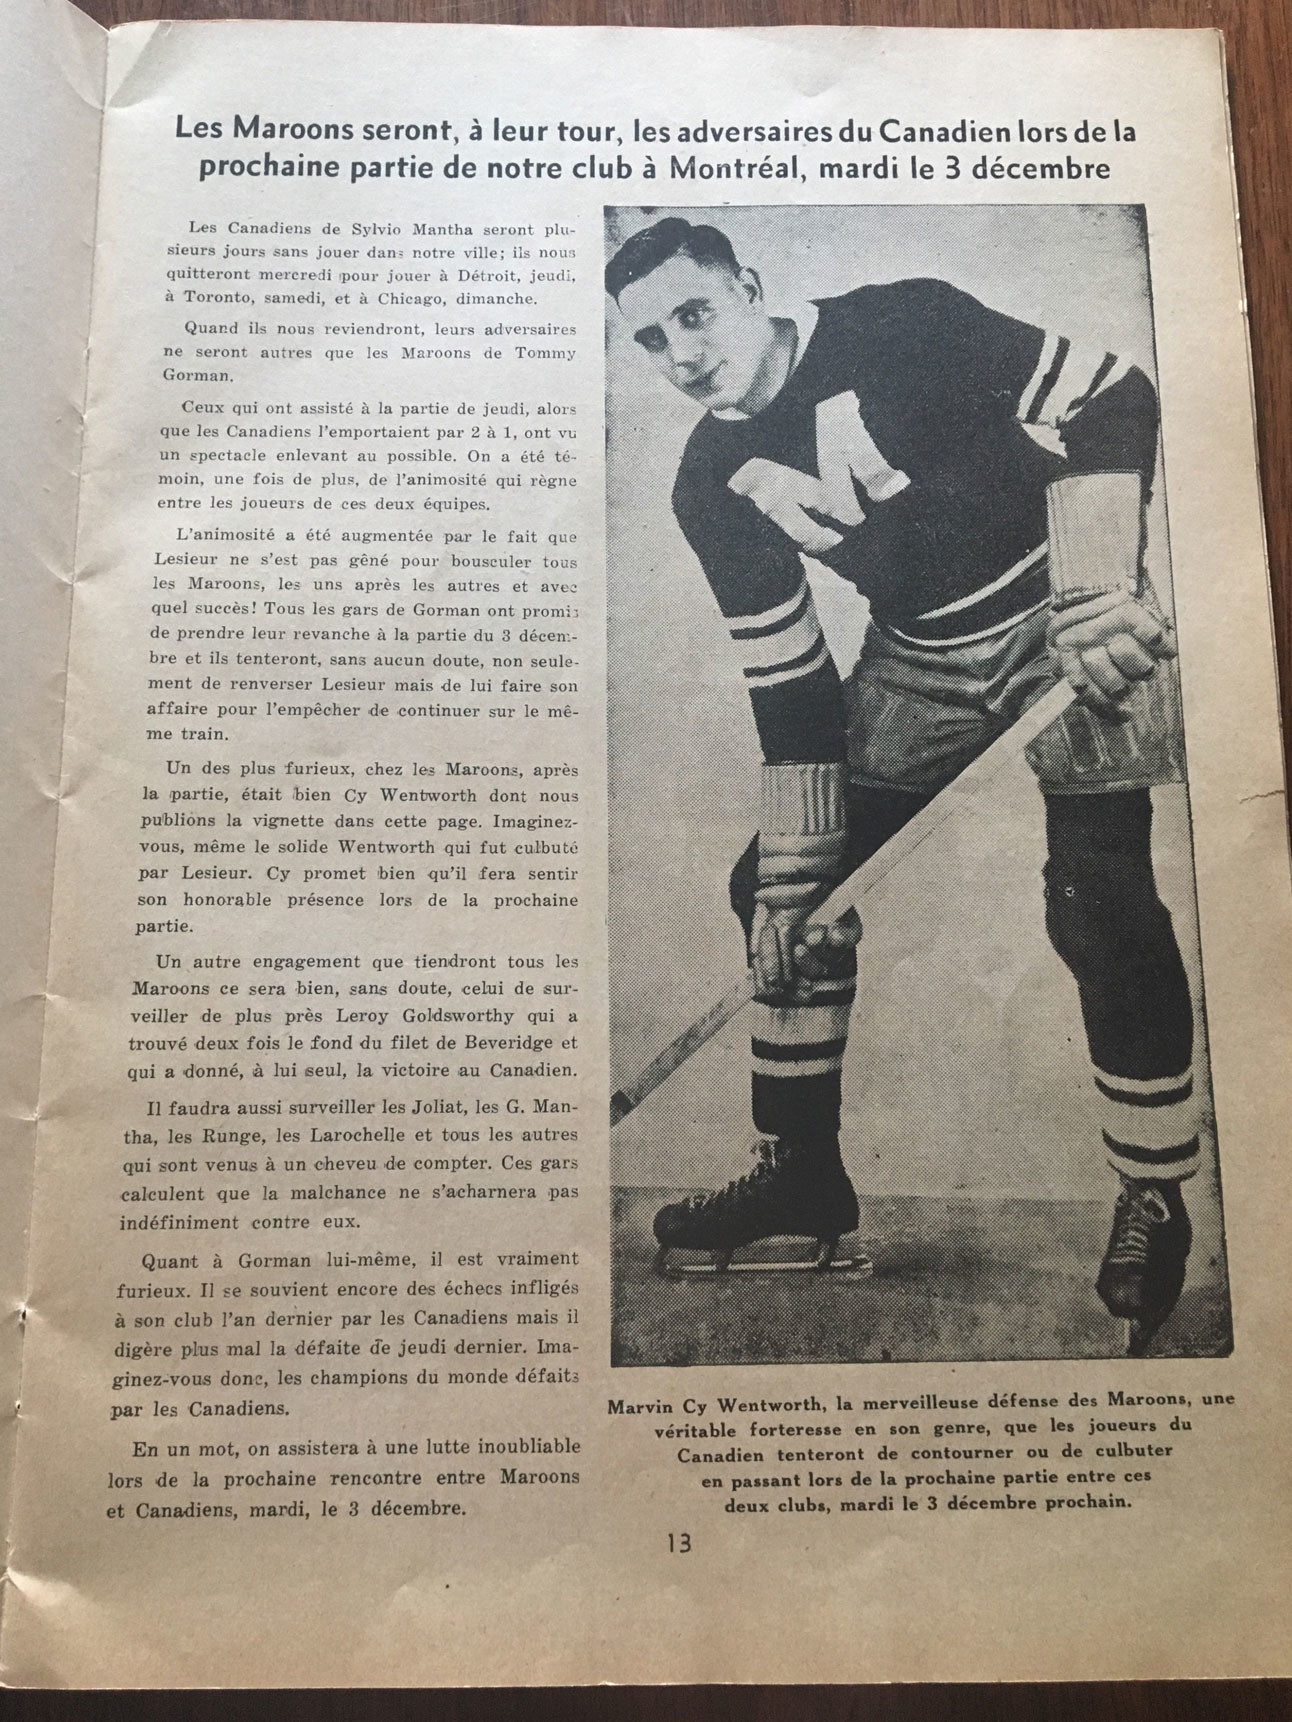 Les Maroons seront, à leur tour, les adversaires du Canadien lors de la
prochaine partie de notre club à Montréal, mardi le 3 décembre
Les Canadiens de Sylvio Mantha seront plu-
sieurs jours sans jouer dans notre ville; ils nous
quitteront mercredi pour jouer à Détroit, jeudi,
à Toronto, samedi, et à Chicago, dimanche.
Quand ils nous reviendront, leurs adversaires
ne seront autres que les Maroons de Tommy
Gorman.
Ceux qui ont assisté à la partie de jeudi, alors
que les Canadiens l'emportaient par 2 à 1, ont vu
un spectacle enlevant au possible. On a été té-
moin, une fois de plus, de l'animosité qui règne
entre les joueurs de ces deux équipes.
L'animosité a été augmentée par le fait que
Lesieur ne s'est pas gêné pour bousculer tous
les Maroons, les uns après les autres et avec
quel succès! Tous les gars de Gorman ont promis
de prendre leur revanche à la partie du 3 décem-
bre et ils tenteront, sans aucun doute, non seule-
ment de renverser Lesieur mais de lui faire son
affaire pour l'empêcher de continuer sur le mê-
me train.
Un des plus furieux, chez les Maroons, après
la partie, était bien Cy Wentworth dont nous
publions la vignette dans cette page. Imaginez-
vous, même le solide Wentworth qui fut culbuté
par Lesieur. Cy promet bien qu'il fera sentir
son honorable présence lors de la prochaine
partie.
Un autre engagement que tiendront tous les
Maroons ce sera bien, sans doute, celui de sur-
veiller de plus près Leroy Goldsworthy qui a
trouvé deux fois le fond du filet de Beveridge et
qui a donné, à lui seul, la victoire au Canadien.
Il faudra aussi surveiller les Joliat, les G. Man-
tha, les Runge, les Larochelle et tous les autres
qui sont venus à un cheveu de compter. Ces gars
calculent que la malchance ne s'acharnera pas
indéfiniment contre eux.
Quant à Gorman lui-même, il est vraiment
furieux. Il se souvient encore des échecs infligés
à son club l'an dernier par les Canadiens mais il
digère plus mal la défaite de jeudi dernier. Ima-
ginez-vous donc, les champions du monde défaits
par les Canadiens.
En un mot, on assistera à une lutte inoubliable
lors de la prochaine rencontre entre Maroons
et Canadiens, mardi, le 3 décembre.
M
Marvin Cy Wentworth, la merveilleuse défense des Maroons, une
véritable forteresse en son genre, que les joueurs du
Canadien tenteront de contourner ou de culbuter
en passant lors de la prochaine partie entre ces
deux clubs, mardi le 3 décembre prochain.
13